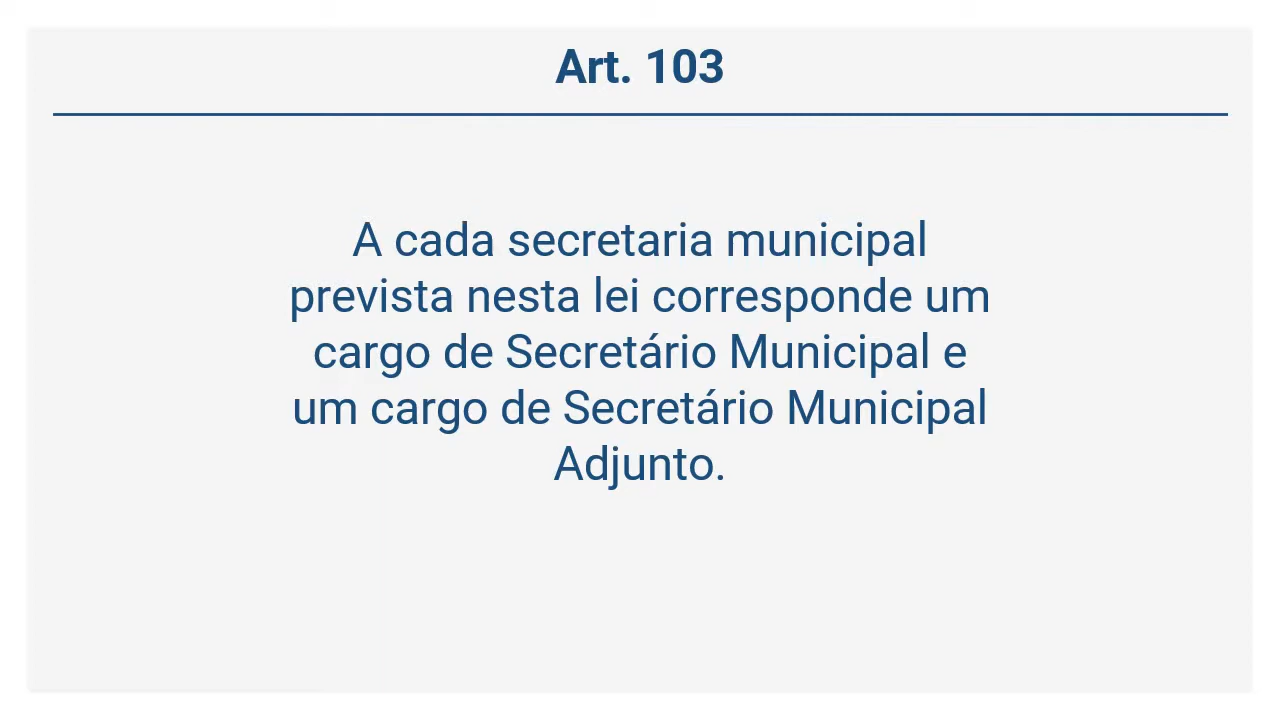 Art. 103
A cada secretaria municipal
prevista nesta lei corresponde um
cargo de Secretário Municipal e
um cargo de Secretário Municipal
Adjunto.